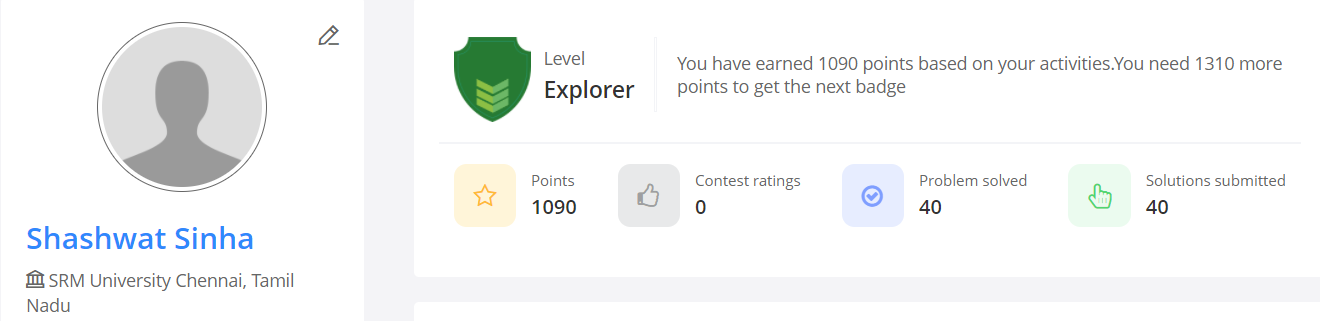 Shashwat Sinha
SRM University Chennai, Tamil
Nadu
Level
Explorer
You have earned 1090 points based on your activities.You need 1310 more
points to get the next badge
Points
1090
Contest ratings
0
Problem solved
40
Solutions submitted
40